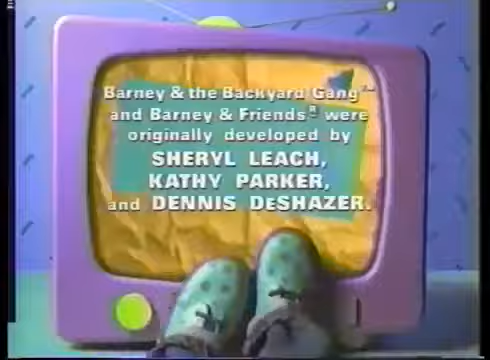 Barney & the Backyard Gang™
and Barney & Friends® were
originally developed by
SHERYL LEACH,
KATHY PARKER,
and DENNIS DeSHAZER.